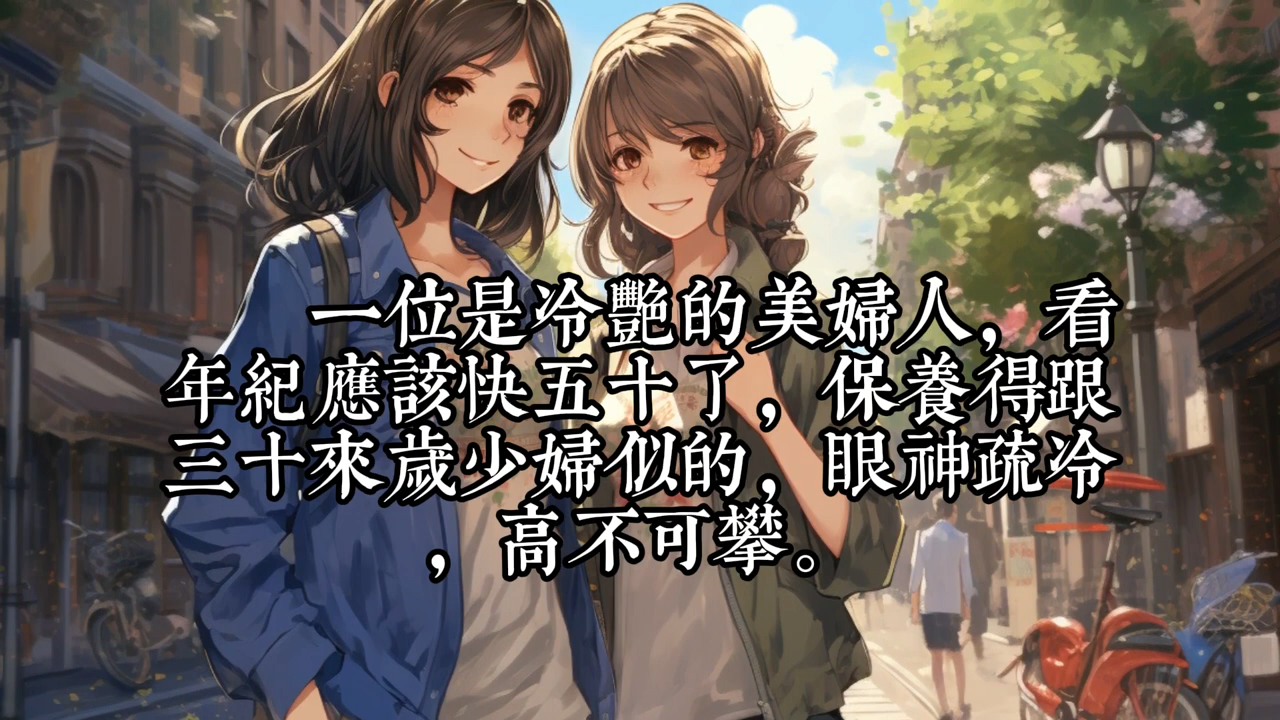 一位是冷艷的美婦人，看
年紀應該快五十了，保養得跟
三十來歲少婦似的，眼神疏冷
，高不可攀。